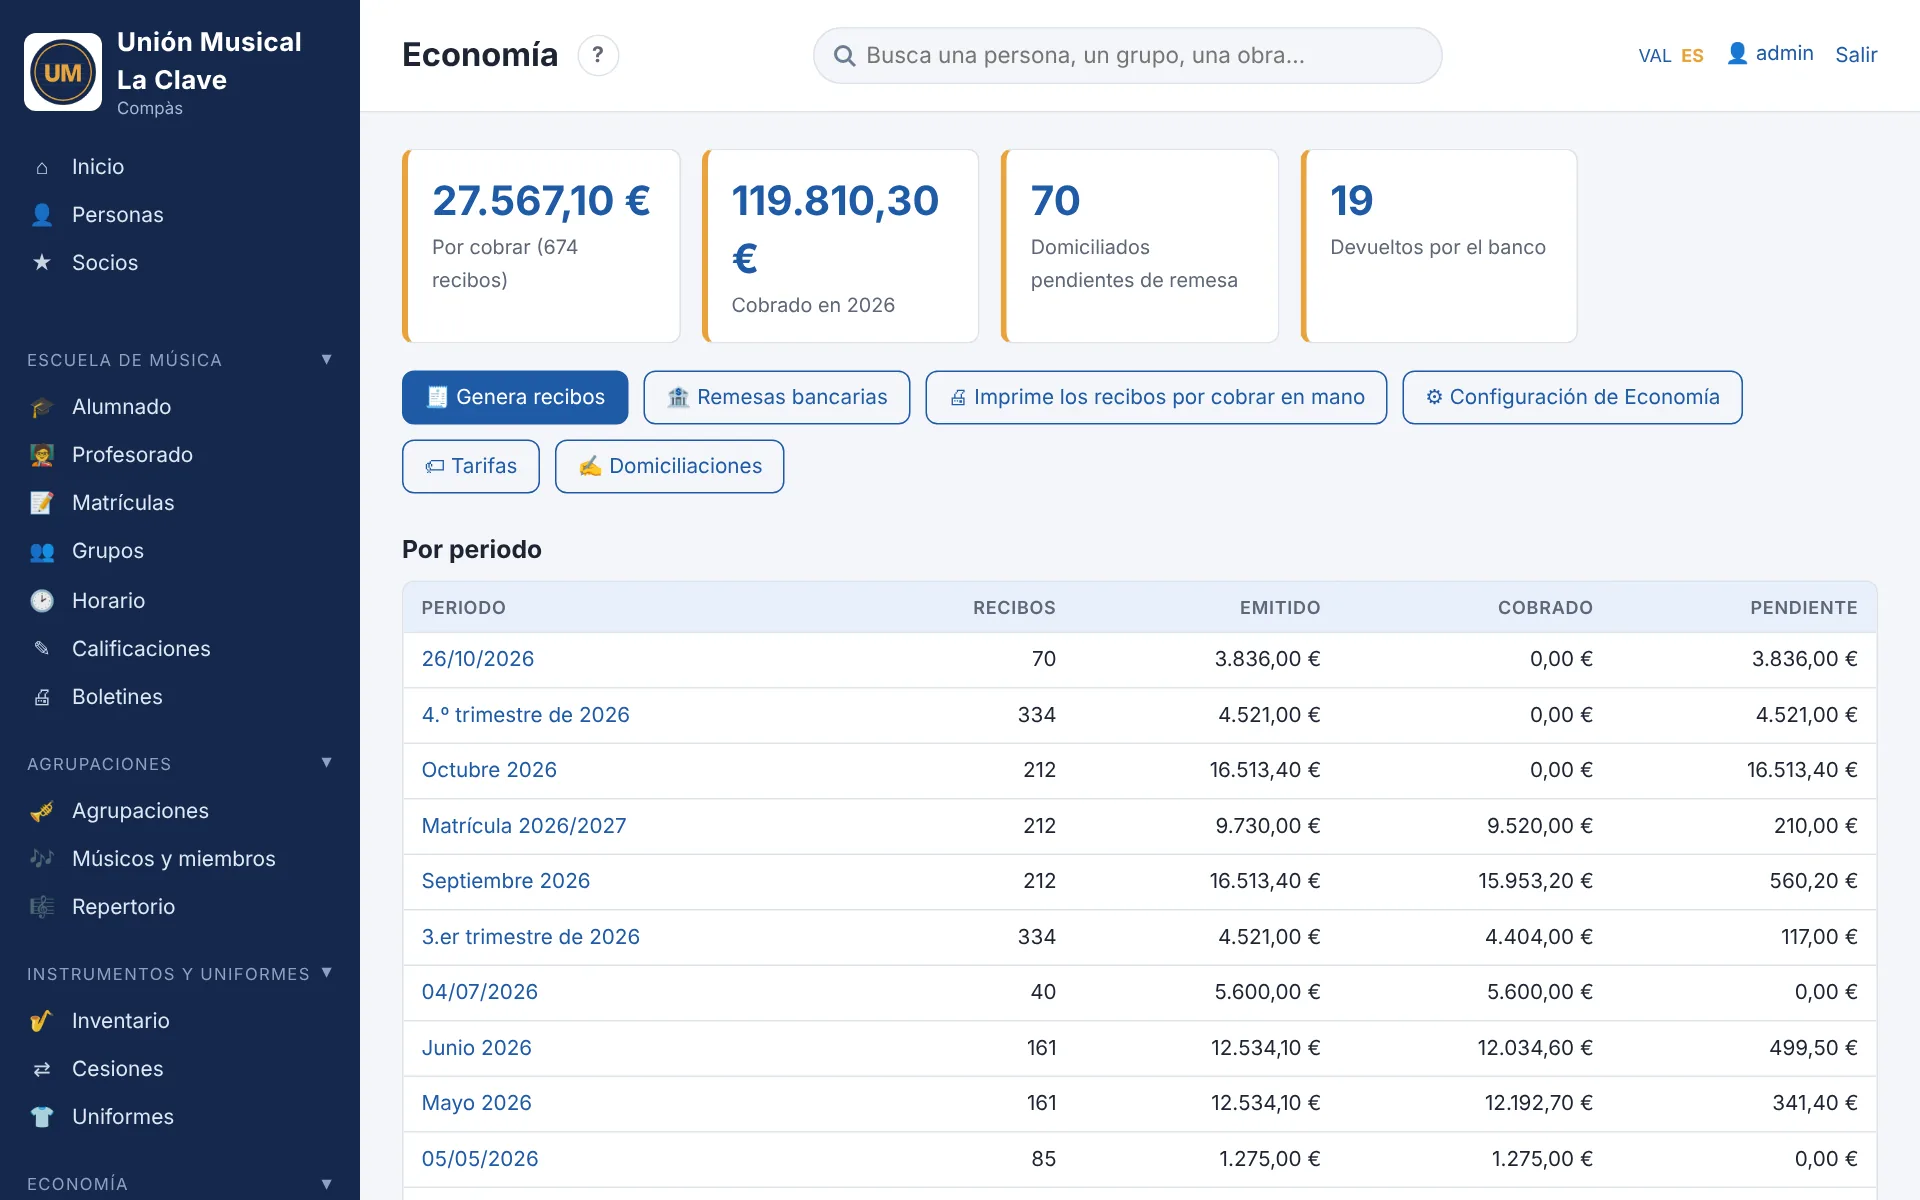 UM
Unión Musical
La Clave
Compàs
Inicio
Personas
Socios
ESCUELA DE MÚSICA ▼
Alumnado
Profesorado
Matrículas
Grupos
Horario
Calificaciones
Boletines
AGRUPACIONES ▼
Agrupaciones
Músicos y miembros
Repertorio
INSTRUMENTOS Y UNIFORMES ▼
Inventario
Cesiones
Uniformes
ECONOMÍA ▼
Economía ?
Busca una persona, un grupo, una obra...
VAL ES admin Salir
27.567,10 €
Por cobrar (674
recibos)
119.810,30
€
Cobrado en 2026
70
Domiciliados
pendientes de remesa
19
Devueltos por el banco
Genera recibos
Remesas bancarias
Imprime los recibos por cobrar en mano
Configuración de Economía
Tarifas
Domiciliaciones
Por periodo
PERIODO RECIBOS EMITIDO COBRADO PENDIENTE
26/10/2026 70 3.836,00 € 0,00 € 3.836,00 €
4.º trimestre de 2026 334 4.521,00 € 0,00 € 4.521,00 €
Octubre 2026 212 16.513,40 € 0,00 € 16.513,40 €
Matrícula 2026/2027 212 9.730,00 € 9.520,00 € 210,00 €
Septiembre 2026 212 16.513,40 € 15.953,20 € 560,20 €
3.er trimestre de 2026 334 4.521,00 € 4.404,00 € 117,00 €
04/07/2026 40 5.600,00 € 5.600,00 € 0,00 €
Junio 2026 161 12.534,10 € 12.034,60 € 499,50 €
Mayo 2026 161 12.534,10 € 12.192,70 € 341,40 €
05/05/2026 85 1.275,00 € 1.275,00 € 0,00 €